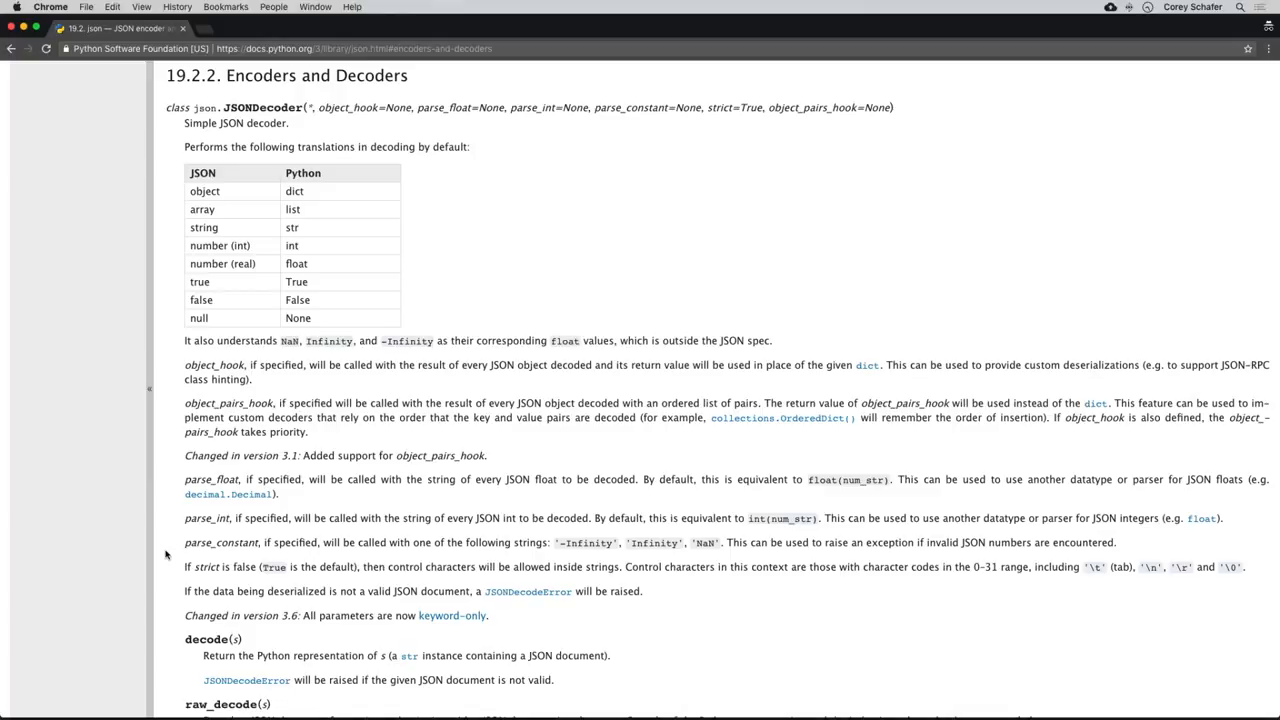 Chrome File Edit View History Bookmarks People Window Help Corey Schafer
19.2. json — JSON encoder an
Python Software Foundation [US] https://docs.python.org/3/library/json.html#encoders-and-decoders
19.2.2. Encoders and Decoders
class json.JSONDecoder(*, object_hook=None, parse_float=None, parse_int=None, parse_constant=None, strict=True, object_pairs_hook=None)
Simple JSON decoder.
Performs the following translations in decoding by default:
JSON Python
object dict
array list
string str
number (int) int
number (real) float
true True
false False
null None
It also understands NaN, Infinity, and -Infinity as their corresponding float values, which is outside the JSON spec.
object_hook, if specified, will be called with the result of every JSON object decoded and its return value will be used in place of the given dict. This can be used to provide custom deserializations (e.g. to support JSON-RPC
class hinting).
object_pairs_hook, if specified will be called with the result of every JSON object decoded with an ordered list of pairs. The return value of object_pairs_hook will be used instead of the dict. This feature can be used to im-
plement custom decoders that rely on the order that the key and value pairs are decoded (for example, collections.OrderedDict() will remember the order of insertion). If object_hook is also defined, the object_-
pairs_hook takes priority.
Changed in version 3.1: Added support for object_pairs_hook.
parse_float, if specified, will be called with the string of every JSON float to be decoded. By default, this is equivalent to float(num_str). This can be used to use another datatype or parser for JSON floats (e.g.
decimal.Decimal).
parse_int, if specified, will be called with the string of every JSON int to be decoded. By default, this is equivalent to int(num_str). This can be used to use another datatype or parser for JSON integers (e.g. float).
parse_constant, if specified, will be called with one of the following strings: '-Infinity', 'Infinity', 'NaN'. This can be used to raise an exception if invalid JSON numbers are encountered.
If strict is false (True is the default), then control characters will be allowed inside strings. Control characters in this context are those with character codes in the 0–31 range, including '\t' (tab), '\n', '\r' and '\0'.
If the data being deserialized is not a valid JSON document, a JSONDecodeError will be raised.
Changed in version 3.6: All parameters are now keyword-only.
decode(s)
Return the Python representation of s (a str instance containing a JSON document).
JSONDecodeError will be raised if the given JSON document is not valid.
raw_decode(s)